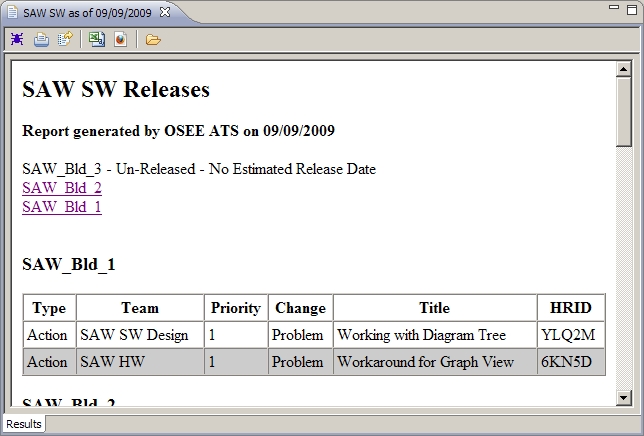 SAW SW as of 09/09/2009
SAW SW Releases
Report generated by OSEE ATS on 09/09/2009
SAW_Bld_3 - Un-Released - No Estimated Release Date
SAW_Bld_2
SAW_Bld_1
SAW_Bld_1
Type Team Priority Change Title HRID
Action SAW SW Design 1 Problem Working with Diagram Tree YLQ2M
Action SAW HW 1 Problem Workaround for Graph View 6KN5D
SAW_Bld_2
Results